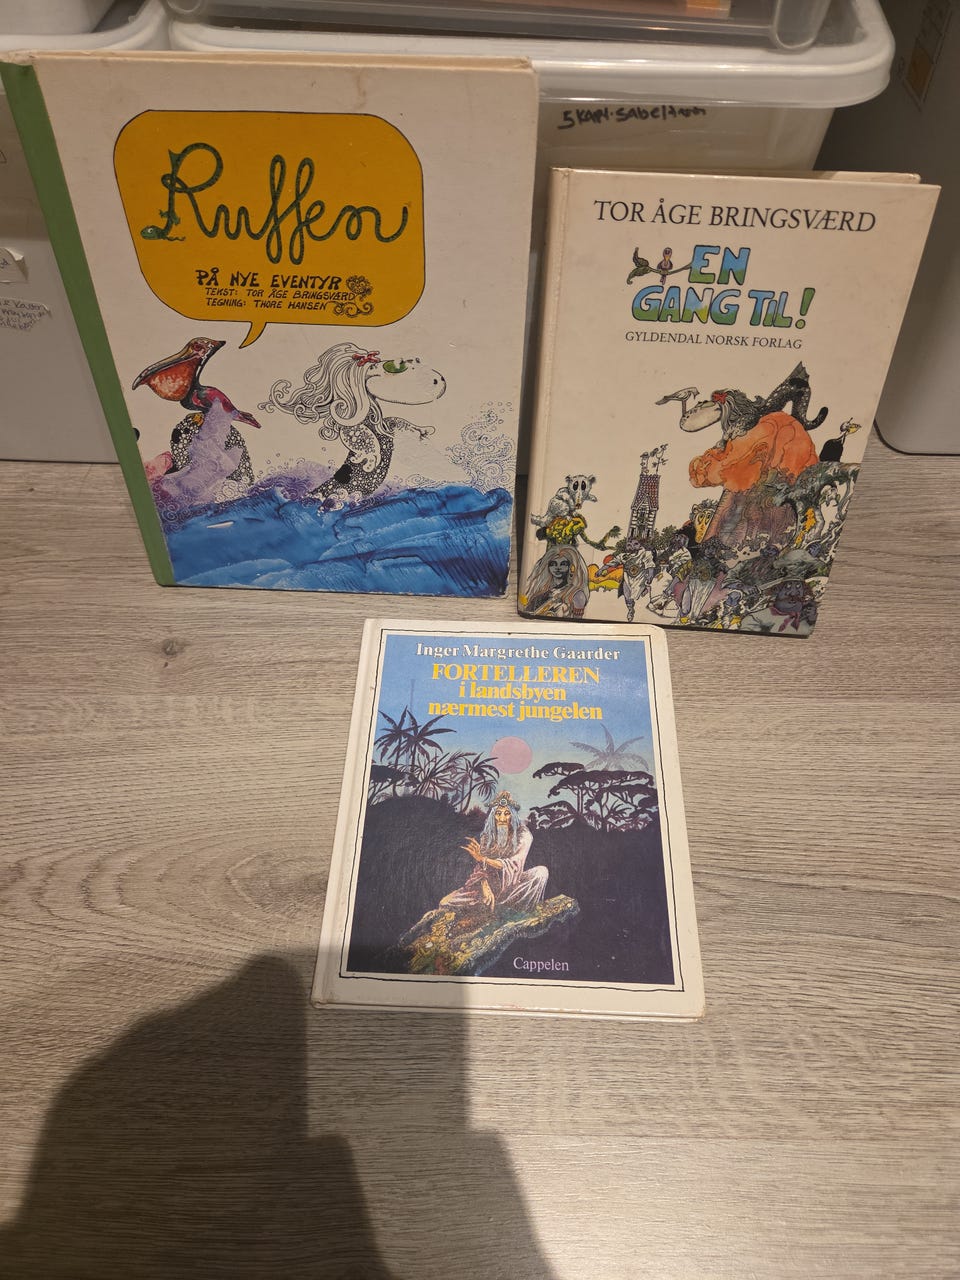 Ruffen
PÅ NYE EVENTYR
TEKST: TOR ÅGE BRINGSVÆRD
TEGNING: THORE HANSEN
TOR ÅGE BRINGSVÆRD
EN
GANG TIL!
GYLDENDAL NORSK FORLAG
Inger Margrethe Gaarder
FORTELLEREN
i landsbyen
nærmest jungelen
Cappelen